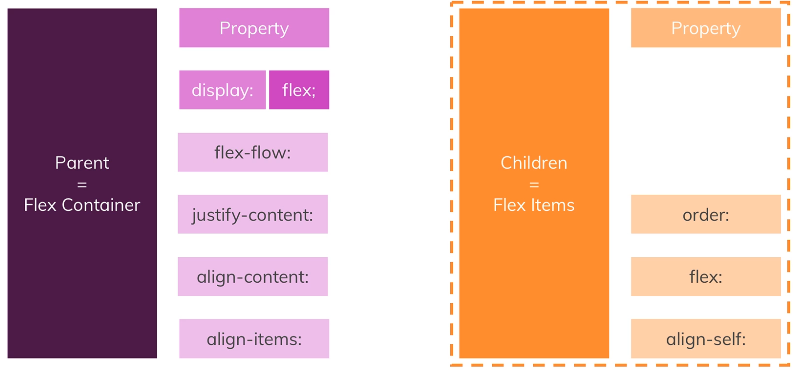 Parent
=
Flex Container
Property
display: flex;
flex-flow:
justify-content:
align-content:
align-items:
Children
=
Flex Items
Property
order:
flex:
align-self: